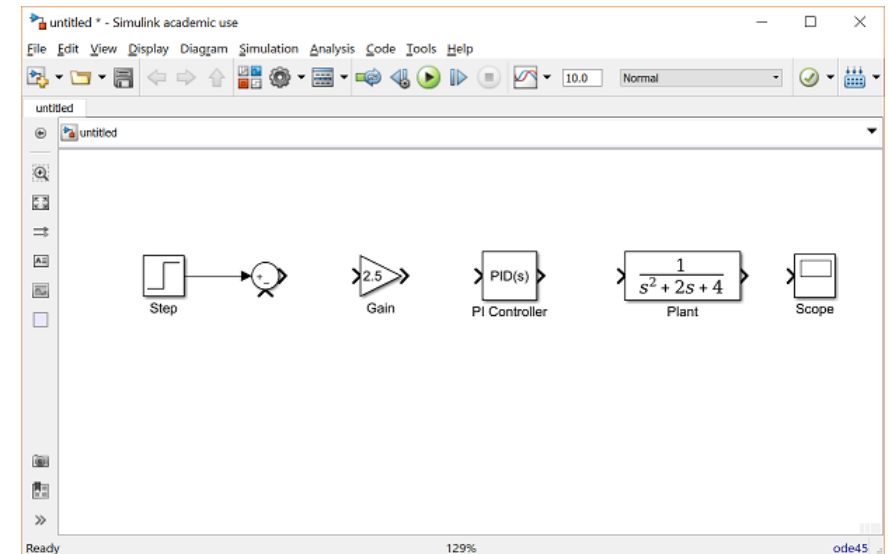 untitled * - Simulink academic use
File Edit View Display Diagram Simulation Analysis Code Tools Help
10.0 Normal
untitled
untitled
+
-
2.5
PID(s)
1
s² + 2s + 4
Step Gain PI Controller Plant Scope
Ready 129% ode45